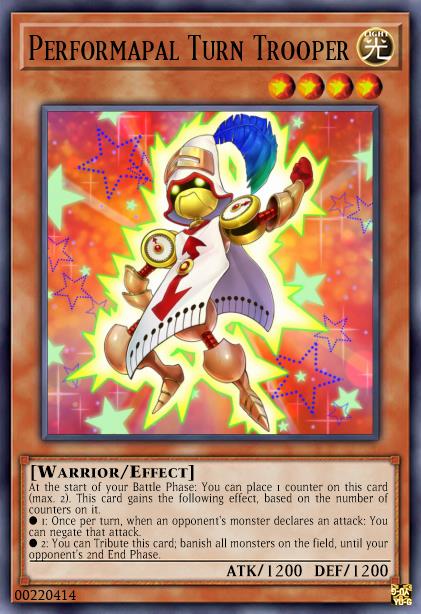 PERFORMAPAL TURN TROOPER
LIGHT
光
[WARRIOR/EFFECT]
At the start of your Battle Phase: You can place 1 counter on this card
(max. 2). This card gains the following effect, based on the number of
counters on it.
● 1: Once per turn, when an opponent's monster declares an attack: You
can negate that attack.
● 2: You can Tribute this card; banish all monsters on the field, until your
opponent's 2nd End Phase.
ATK/1200 DEF/1200
00220414